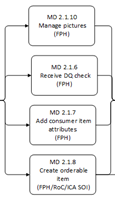 MD 2.1.10
Manage pictures
(FPH)
MD 2.1.6
Receive DQ check
(FPH)
MD 2.1.7
Add consumer item
attributes
(FPH)
MD 2.1.8
Create orderable
item
(FPH/RoC/ICA SOI)